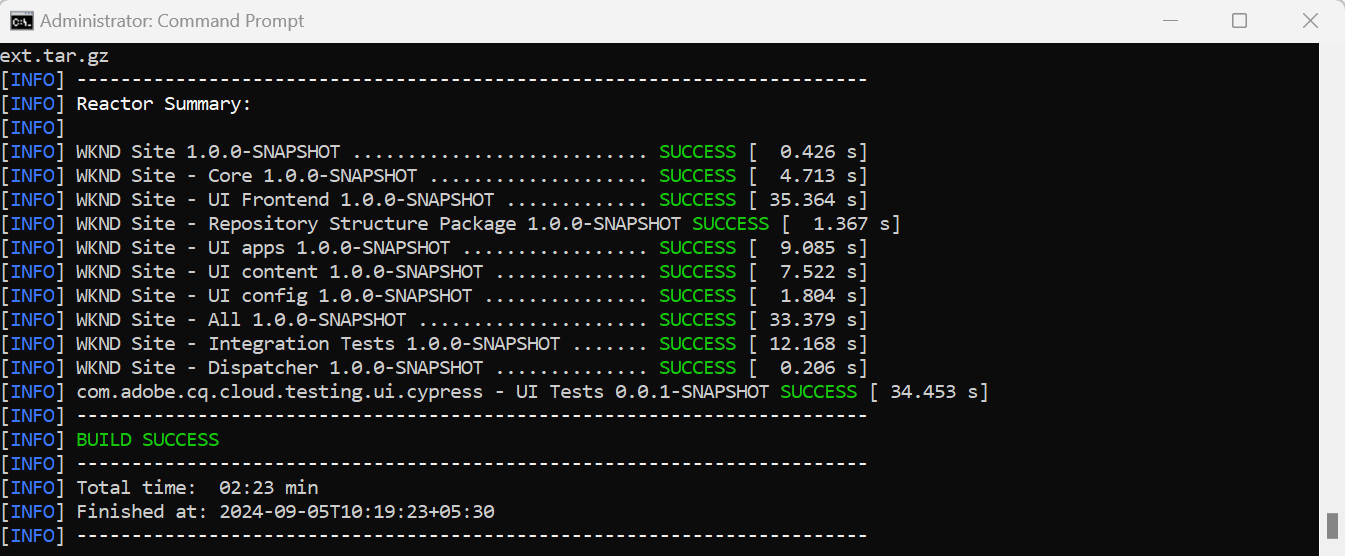 Administrator: Command Prompt
ext.tar.gz
[INFO] ------------------------------------------------------------------------
[INFO] Reactor Summary:
[INFO]
[INFO] WKND Site 1.0.0-SNAPSHOT ........................... SUCCESS [  0.426 s]
[INFO] WKND Site - Core 1.0.0-SNAPSHOT .................... SUCCESS [  4.713 s]
[INFO] WKND Site - UI Frontend 1.0.0-SNAPSHOT ............. SUCCESS [ 35.364 s]
[INFO] WKND Site - Repository Structure Package 1.0.0-SNAPSHOT SUCCESS [  1.367 s]
[INFO] WKND Site - UI apps 1.0.0-SNAPSHOT ................. SUCCESS [  9.085 s]
[INFO] WKND Site - UI content 1.0.0-SNAPSHOT .............. SUCCESS [  7.522 s]
[INFO] WKND Site - UI config 1.0.0-SNAPSHOT ............... SUCCESS [  1.804 s]
[INFO] WKND Site - All 1.0.0-SNAPSHOT ..................... SUCCESS [ 33.379 s]
[INFO] WKND Site - Integration Tests 1.0.0-SNAPSHOT ....... SUCCESS [ 12.168 s]
[INFO] WKND Site - Dispatcher 1.0.0-SNAPSHOT .............. SUCCESS [  0.206 s]
[INFO] com.adobe.cq.cloud.testing.ui.cypress - UI Tests 0.0.1-SNAPSHOT SUCCESS [ 34.453 s]
[INFO] ------------------------------------------------------------------------
[INFO] BUILD SUCCESS
[INFO] ------------------------------------------------------------------------
[INFO] Total time:  02:23 min
[INFO] Finished at: 2024-09-05T10:19:23+05:30
[INFO] ------------------------------------------------------------------------